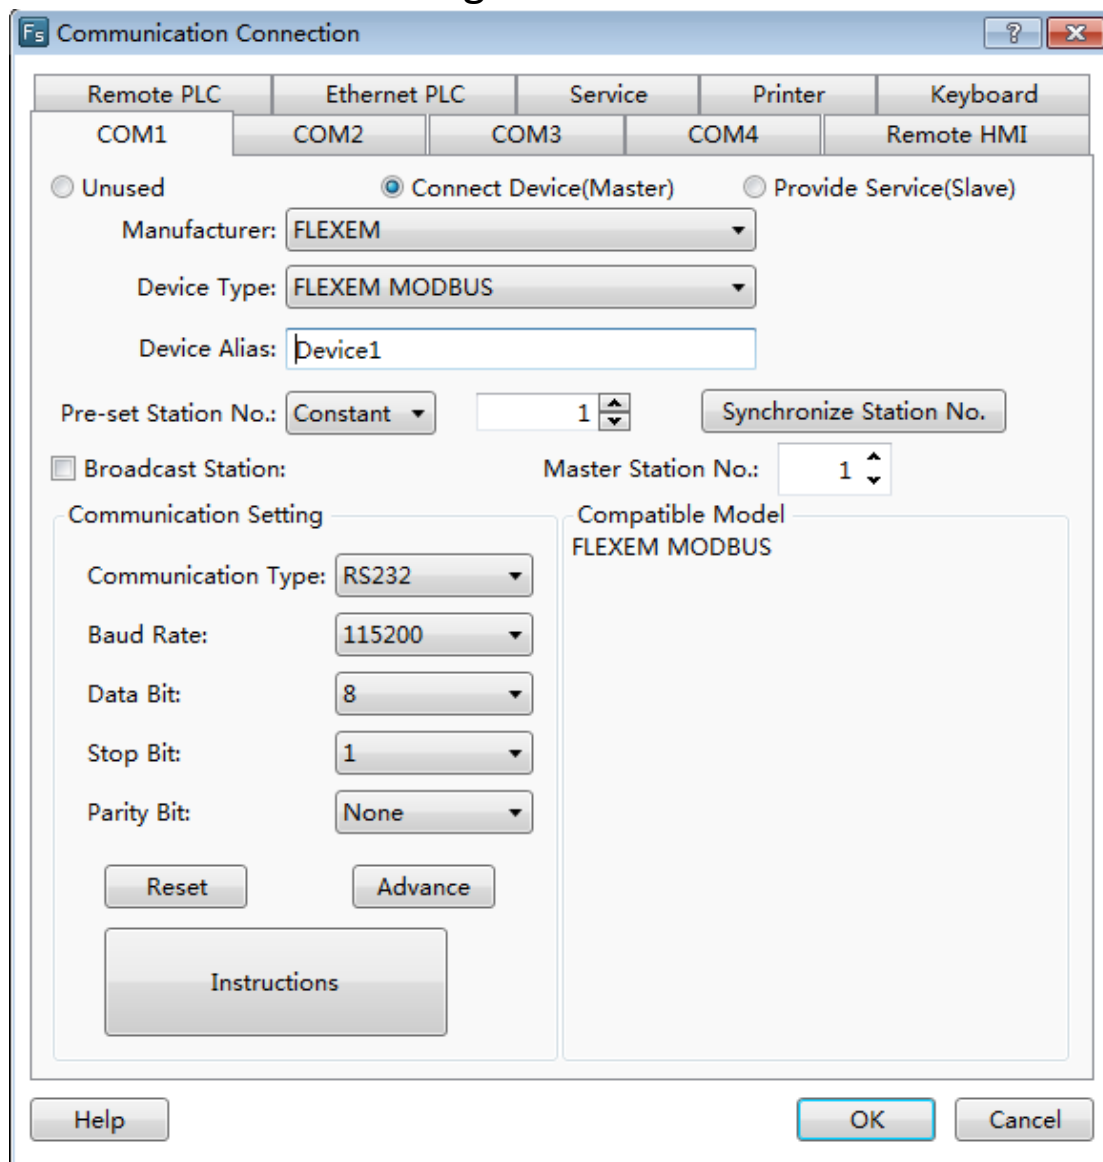 Fs Communication Connection ?
Remote PLC Ethernet PLC Service Printer Keyboard
COM1 COM2 COM3 COM4 Remote HMI
Unused Connect Device(Master) Provide Service(Slave)
Manufacturer: FLEXEM
Device Type: FLEXEM MODBUS
Device Alias: Device1
Pre-set Station No.: Constant 1 Synchronize Station No.
Broadcast Station: Master Station No.: 1
Communication Setting Compatible Model
FLEXEM MODBUS
Communication Type: RS232
Baud Rate: 115200
Data Bit: 8
Stop Bit: 1
Parity Bit: None
Reset Advance
Instructions
Help OK Cancel